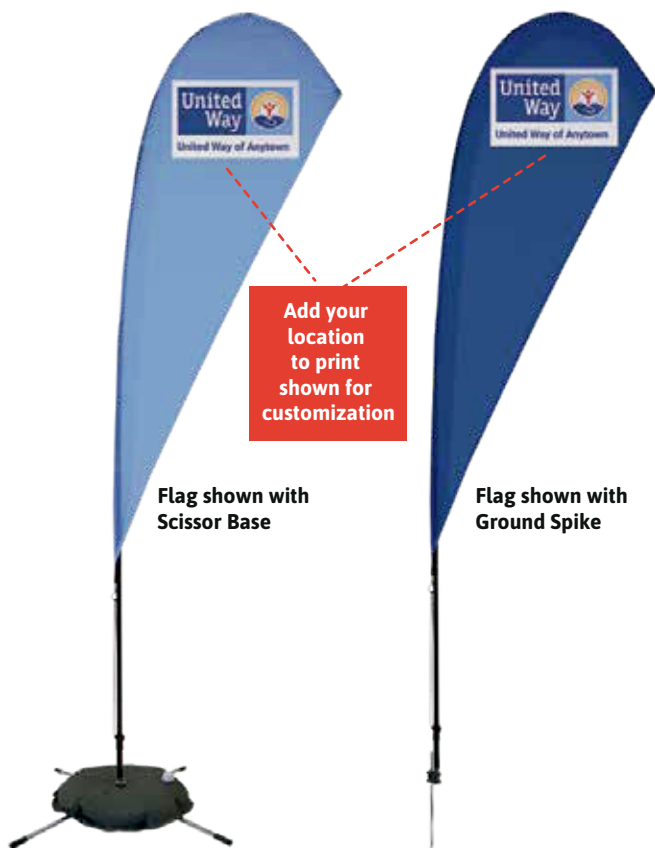 United
Way
United Way of Anytown
United
Way
United Way of Anytown
Add your
location
to print
shown for
customization
Flag shown with
Scissor Base
Flag shown with
Ground Spike